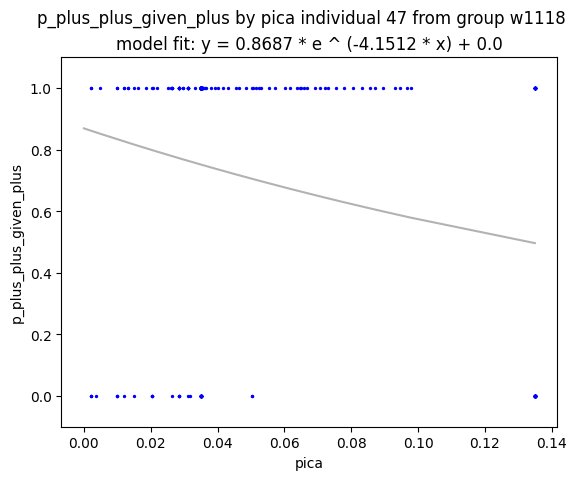 p_plus_plus_given_plus by pica individual 47 from group w1118
model fit: y = 0.8687 * e ^ (-4.1512 * x) + 0.0
1.0
0.8
0.6
0.4
0.2
0.0
p_plus_plus_given_plus
0.00 0.02 0.04 0.06 0.08 0.10 0.12 0.14
pica